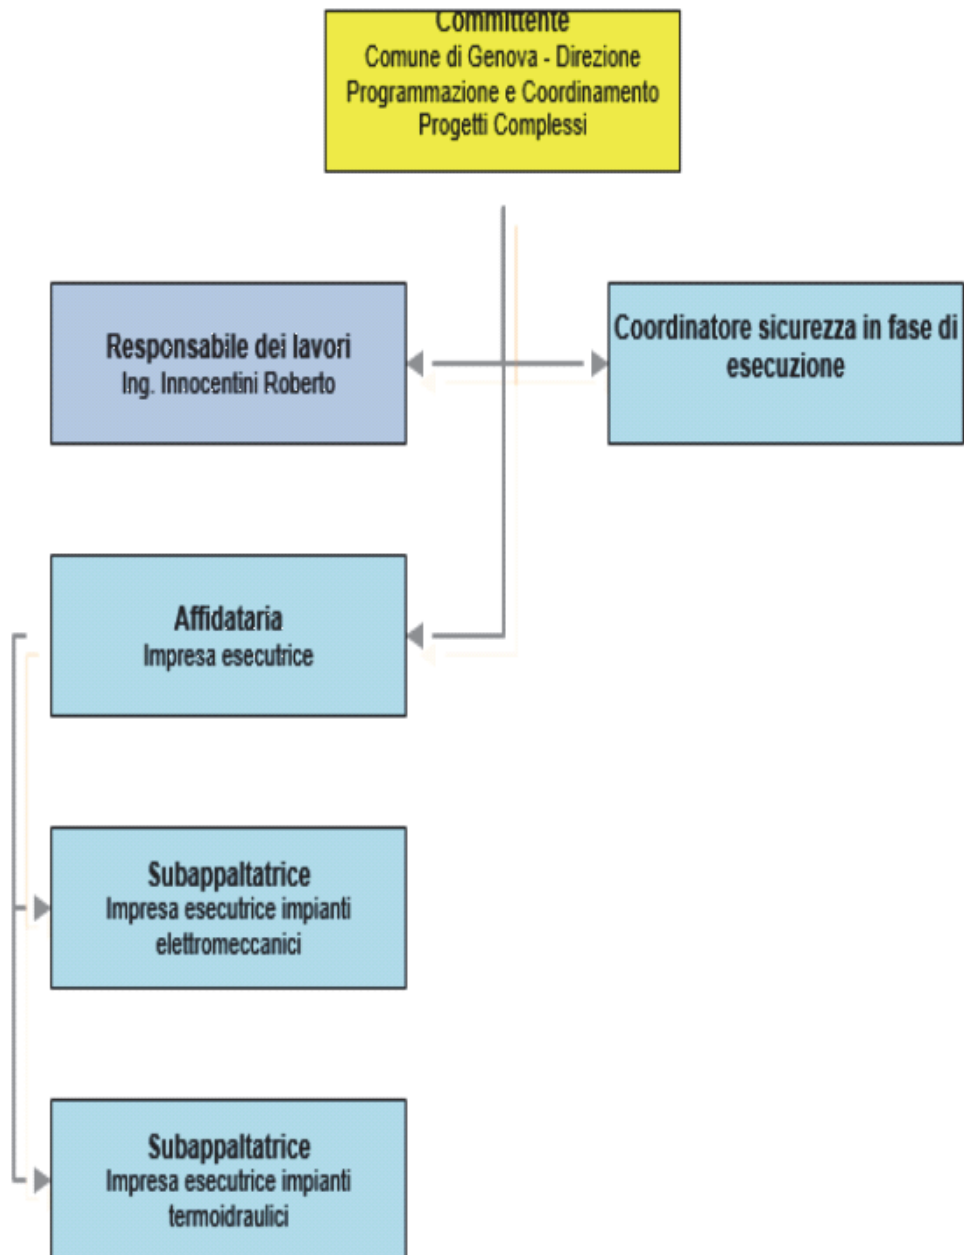 Committente
Comune di Genova - Direzione
Programmazione e Coordinamento
Progetti Complessi
Responsabile dei lavori
Ing. Innocentini Roberto
Coordinatore sicurezza in fase di
esecuzione
Affidataria
Impresa esecutrice
Subappaltatrice
Impresa esecutrice impianti
elettromeccanici
Subappaltatrice
Impresa esecutrice impianti
termoidraulici